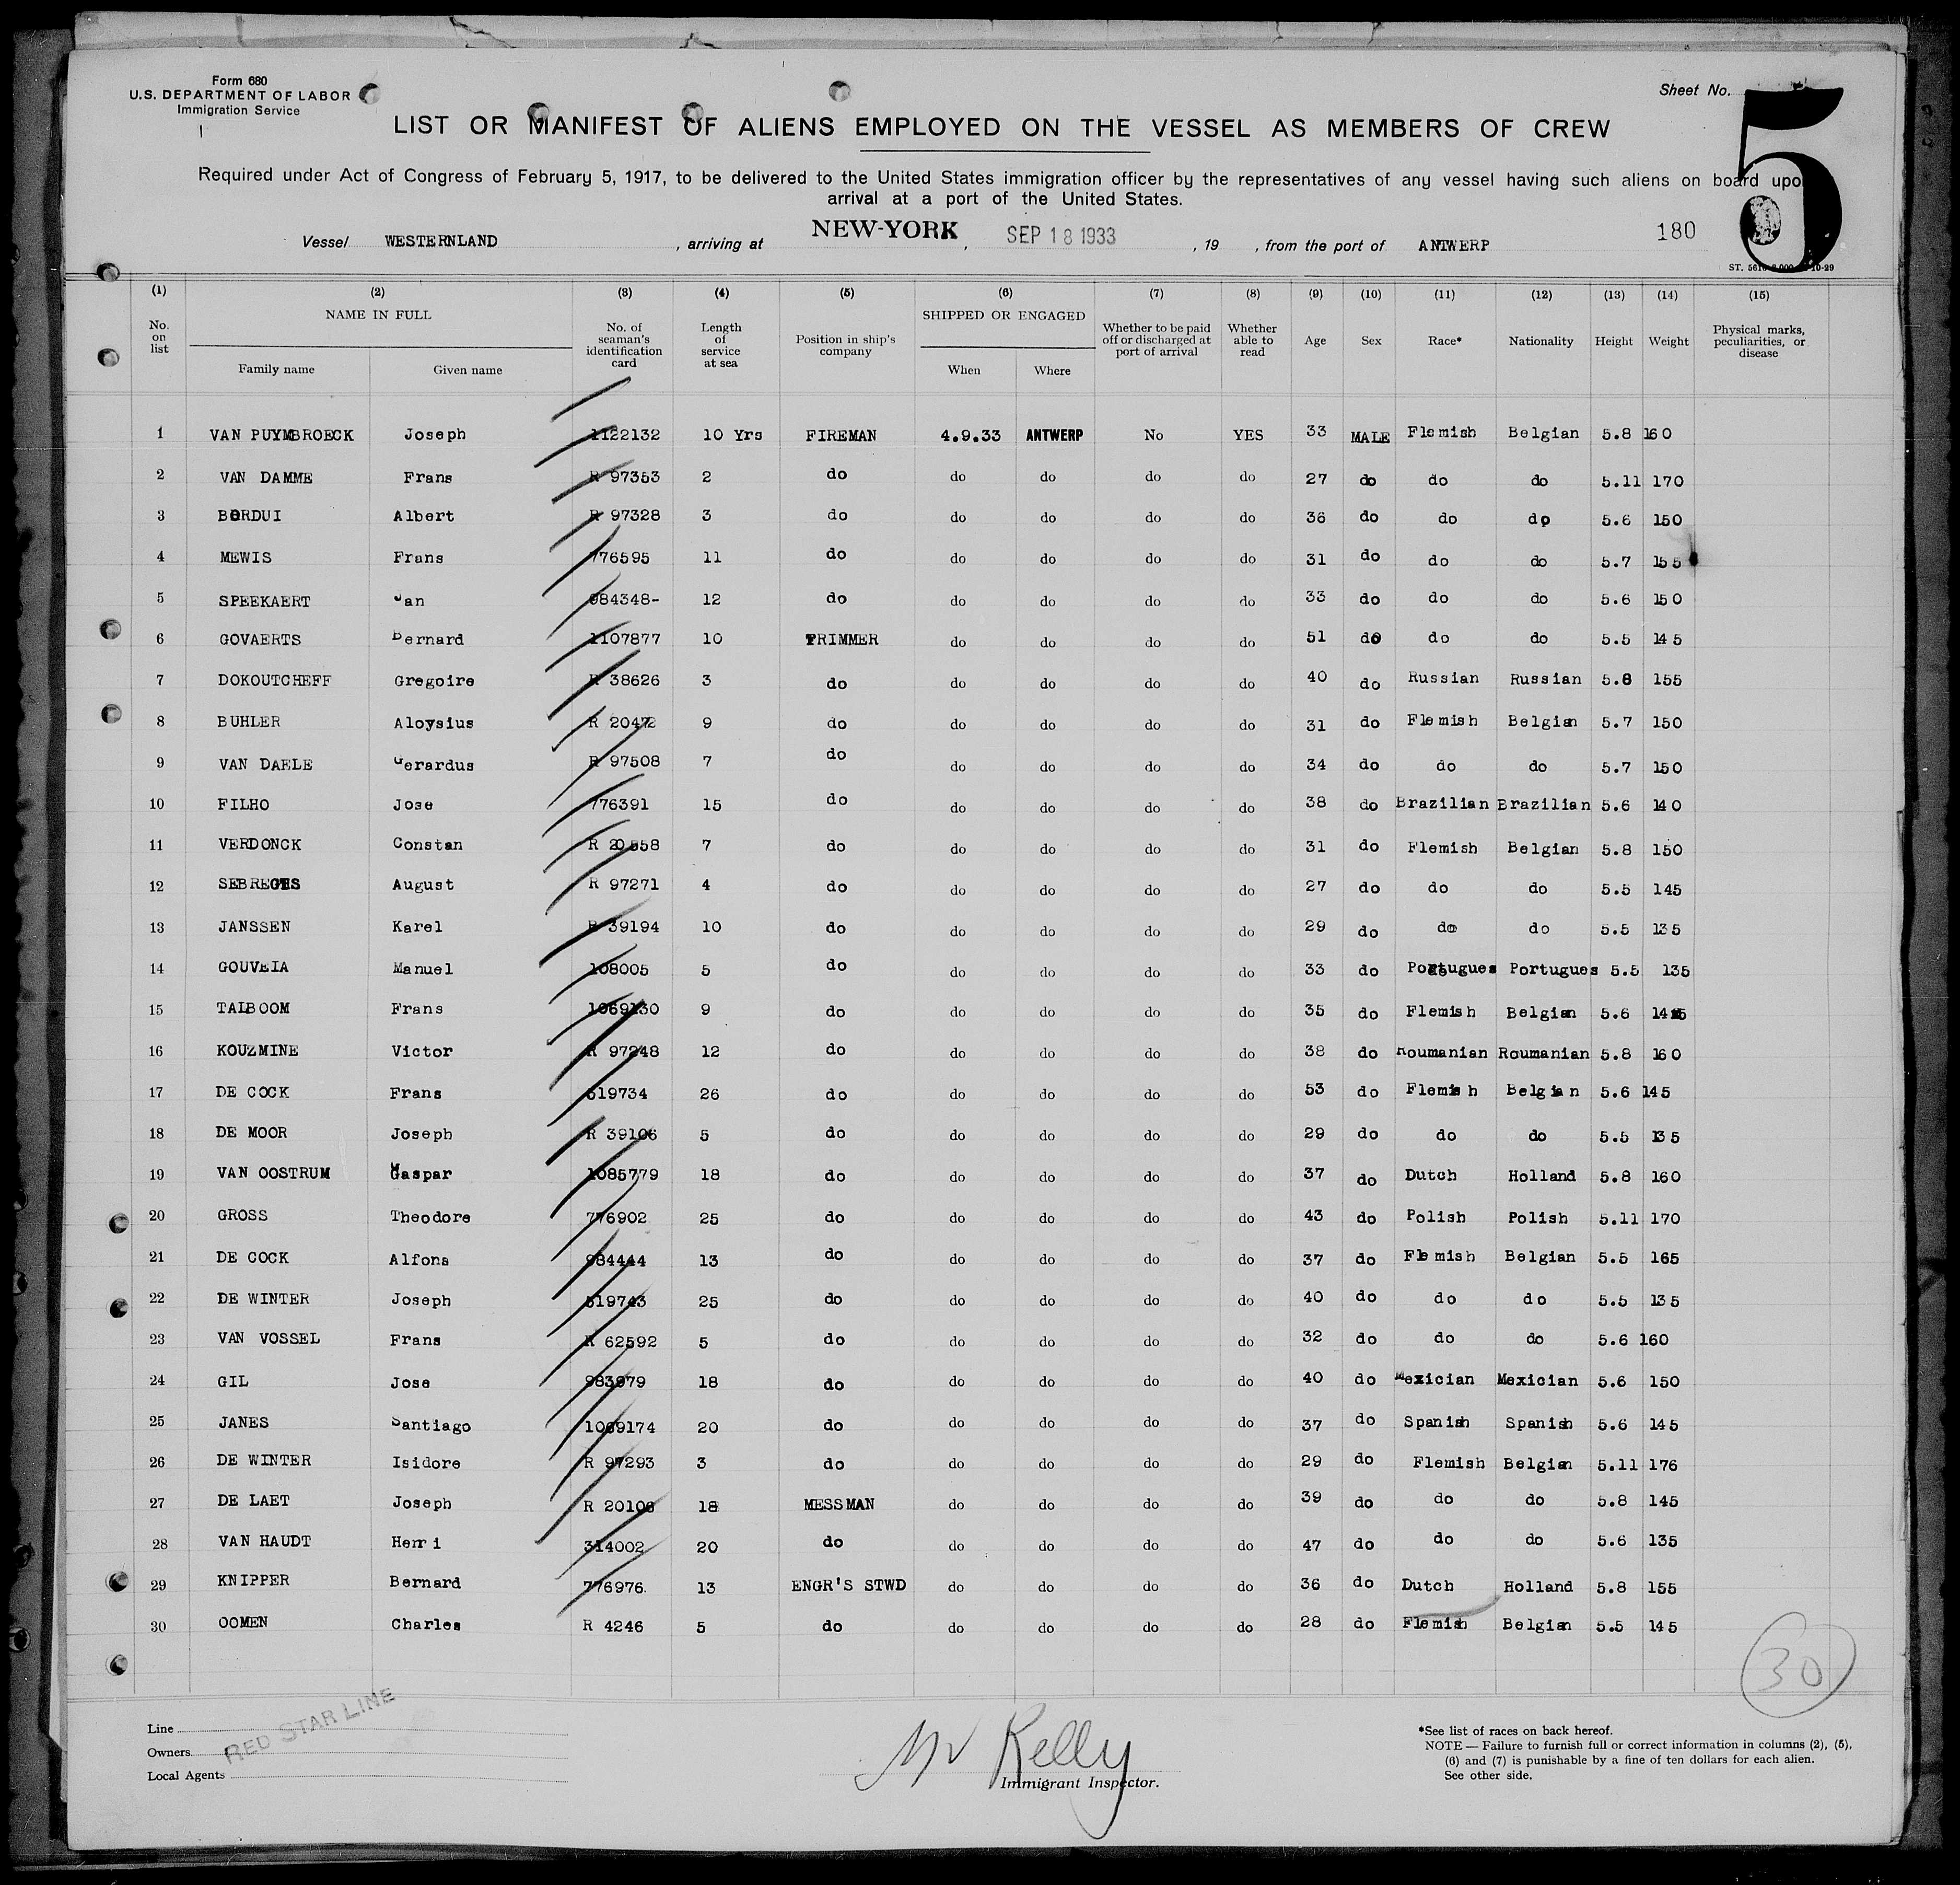 Form 680
U.S. DEPARTMENT OF LABOR
Immigration Service
Sheet No. 5
LIST OR MANIFEST OF ALIENS EMPLOYED ON THE VESSEL AS MEMBERS OF CREW
Required under Act of Congress of February 5, 1917, to be delivered to the United States immigration officer by the representatives of any vessel having such aliens on board upon
arrival at a port of the United States.
Vessel WESTERNLAND, arriving at NEW-YORK, SEP 18 1933, 19 , from the port of ANTWERP 180
(1) (2) (3) (4) (5) (6) (7) (8) (9) (10) (11) (12) (13) (14) (15)
No. on list NAME IN FULL Family name Given name No. of seaman's identification card Length of service at sea Position in ship's company SHIPPED OR ENGAGED When Where Whether to be paid off or discharged at port of arrival Whether able to read Age Sex Race* Nationality Height Weight Physical marks, peculiarities, or disease
1 VAN PUYMBROECK Joseph 1122132 10 Yrs FIREMAN 4.9.33 ANTWERP No YES 33 MALE Flemish Belgian 5.8 160
2 VAN DAMME Frans R 97353 2 do do do do do 27 do do do 5.11 170
3 BORDUI Albert R 97328 3 do do do do do 36 do do do 5.6 150
4 MEWIS Frans 776595 11 do do do do do 31 do do do 5.7 155
5 SPEEKAERT Jan 984348- 12 do do do do do 33 do do do 5.6 150
6 GOVAERTS Bernard 1107877 10 TRIMMER do do do do 51 do do do 5.5 145
7 DOKOUTCHEFF Gregoire R 38626 3 do do do do do 40 do Russian Russian 5.8 155
8 BUHLER Aloysius R 20472 9 do do do do do 31 do Flemish Belgian 5.7 150
9 VAN DAELE Gerardus R 97508 7 do do do do do 34 do do do 5.7 150
10 FILHO Jose 776391 15 do do do do do 38 do Brazilian Brazilian 5.6 140
11 VERDONCK Constan R 20558 7 do do do do do 31 do Flemish Belgian 5.8 150
12 August R 97271 4 do do do do do 27 do do do 5.5 145
13 JANSSEN Karel R 39194 10 do do do do do 29 do do do 5.5 135
14 GOUVEIA Manuel 108005 5 do do do do do 33 do Portugues Portugues 5.5 135
15 TALBOOM Frans 1069130 9 do do do do do 35 do Flemish Belgian 5.6 145
16 KOUZMINE Victor R 97248 12 do do do do do 38 do Roumanian Roumanian 5.8 160
17 DE COCK Frans 519734 26 do do do do do 53 do Flemish Belgian 5.6 145
18 DE MOOR Joseph R 39106 5 do do do do do 29 do do do 5.5 135
19 VAN OOSTRUM Gaspar 1085779 18 do do do do do 37 do Dutch Holland 5.8 160
20 GROSS Theodore 776902 25 do do do do do 43 do Polish Polish 5.11 170
21 DE COCK Alfons 984444 13 do do do do do 37 do Flemish Belgian 5.5 165
22 DE WINTER Joseph 519743 25 do do do do do 40 do do do 5.5 135
23 VAN VOSSEL Frans R 62592 5 do do do do do 32 do do do 5.6 160
24 GIL Jose 983979 18 do do do do do 40 do Mexician Mexician 5.6 150
25 JANES Santiago 1069174 20 do do do do do 37 do Spanish Spanish 5.6 145
26 DE WINTER Isidore R 97293 3 do do do do do 29 do Flemish Belgian 5.11 176
27 DE LAET Joseph R 20106 18 MESSMAN do do do do 39 do do do 5.8 145
28 VAN HAUDT Henri 314002 20 do do do do do 47 do do do 5.6 135
29 KNIPPER Bernard 776976. 13 ENGR'S STWD do do do do 36 do Dutch Holland 5.8 155
30 OOMEN Charles R 4246 5 do do do do do 28 do Flemish Belgian 5.5 145
30
Line
Owners RED STAR LINE
Local Agents
Kelly
Immigrant Inspector.
*See list of races on back hereof.
NOTE — Failure to furnish full or correct information in columns (2), (5),
(6) and (7) is punishable by a fine of ten dollars for each alien.
See other side.